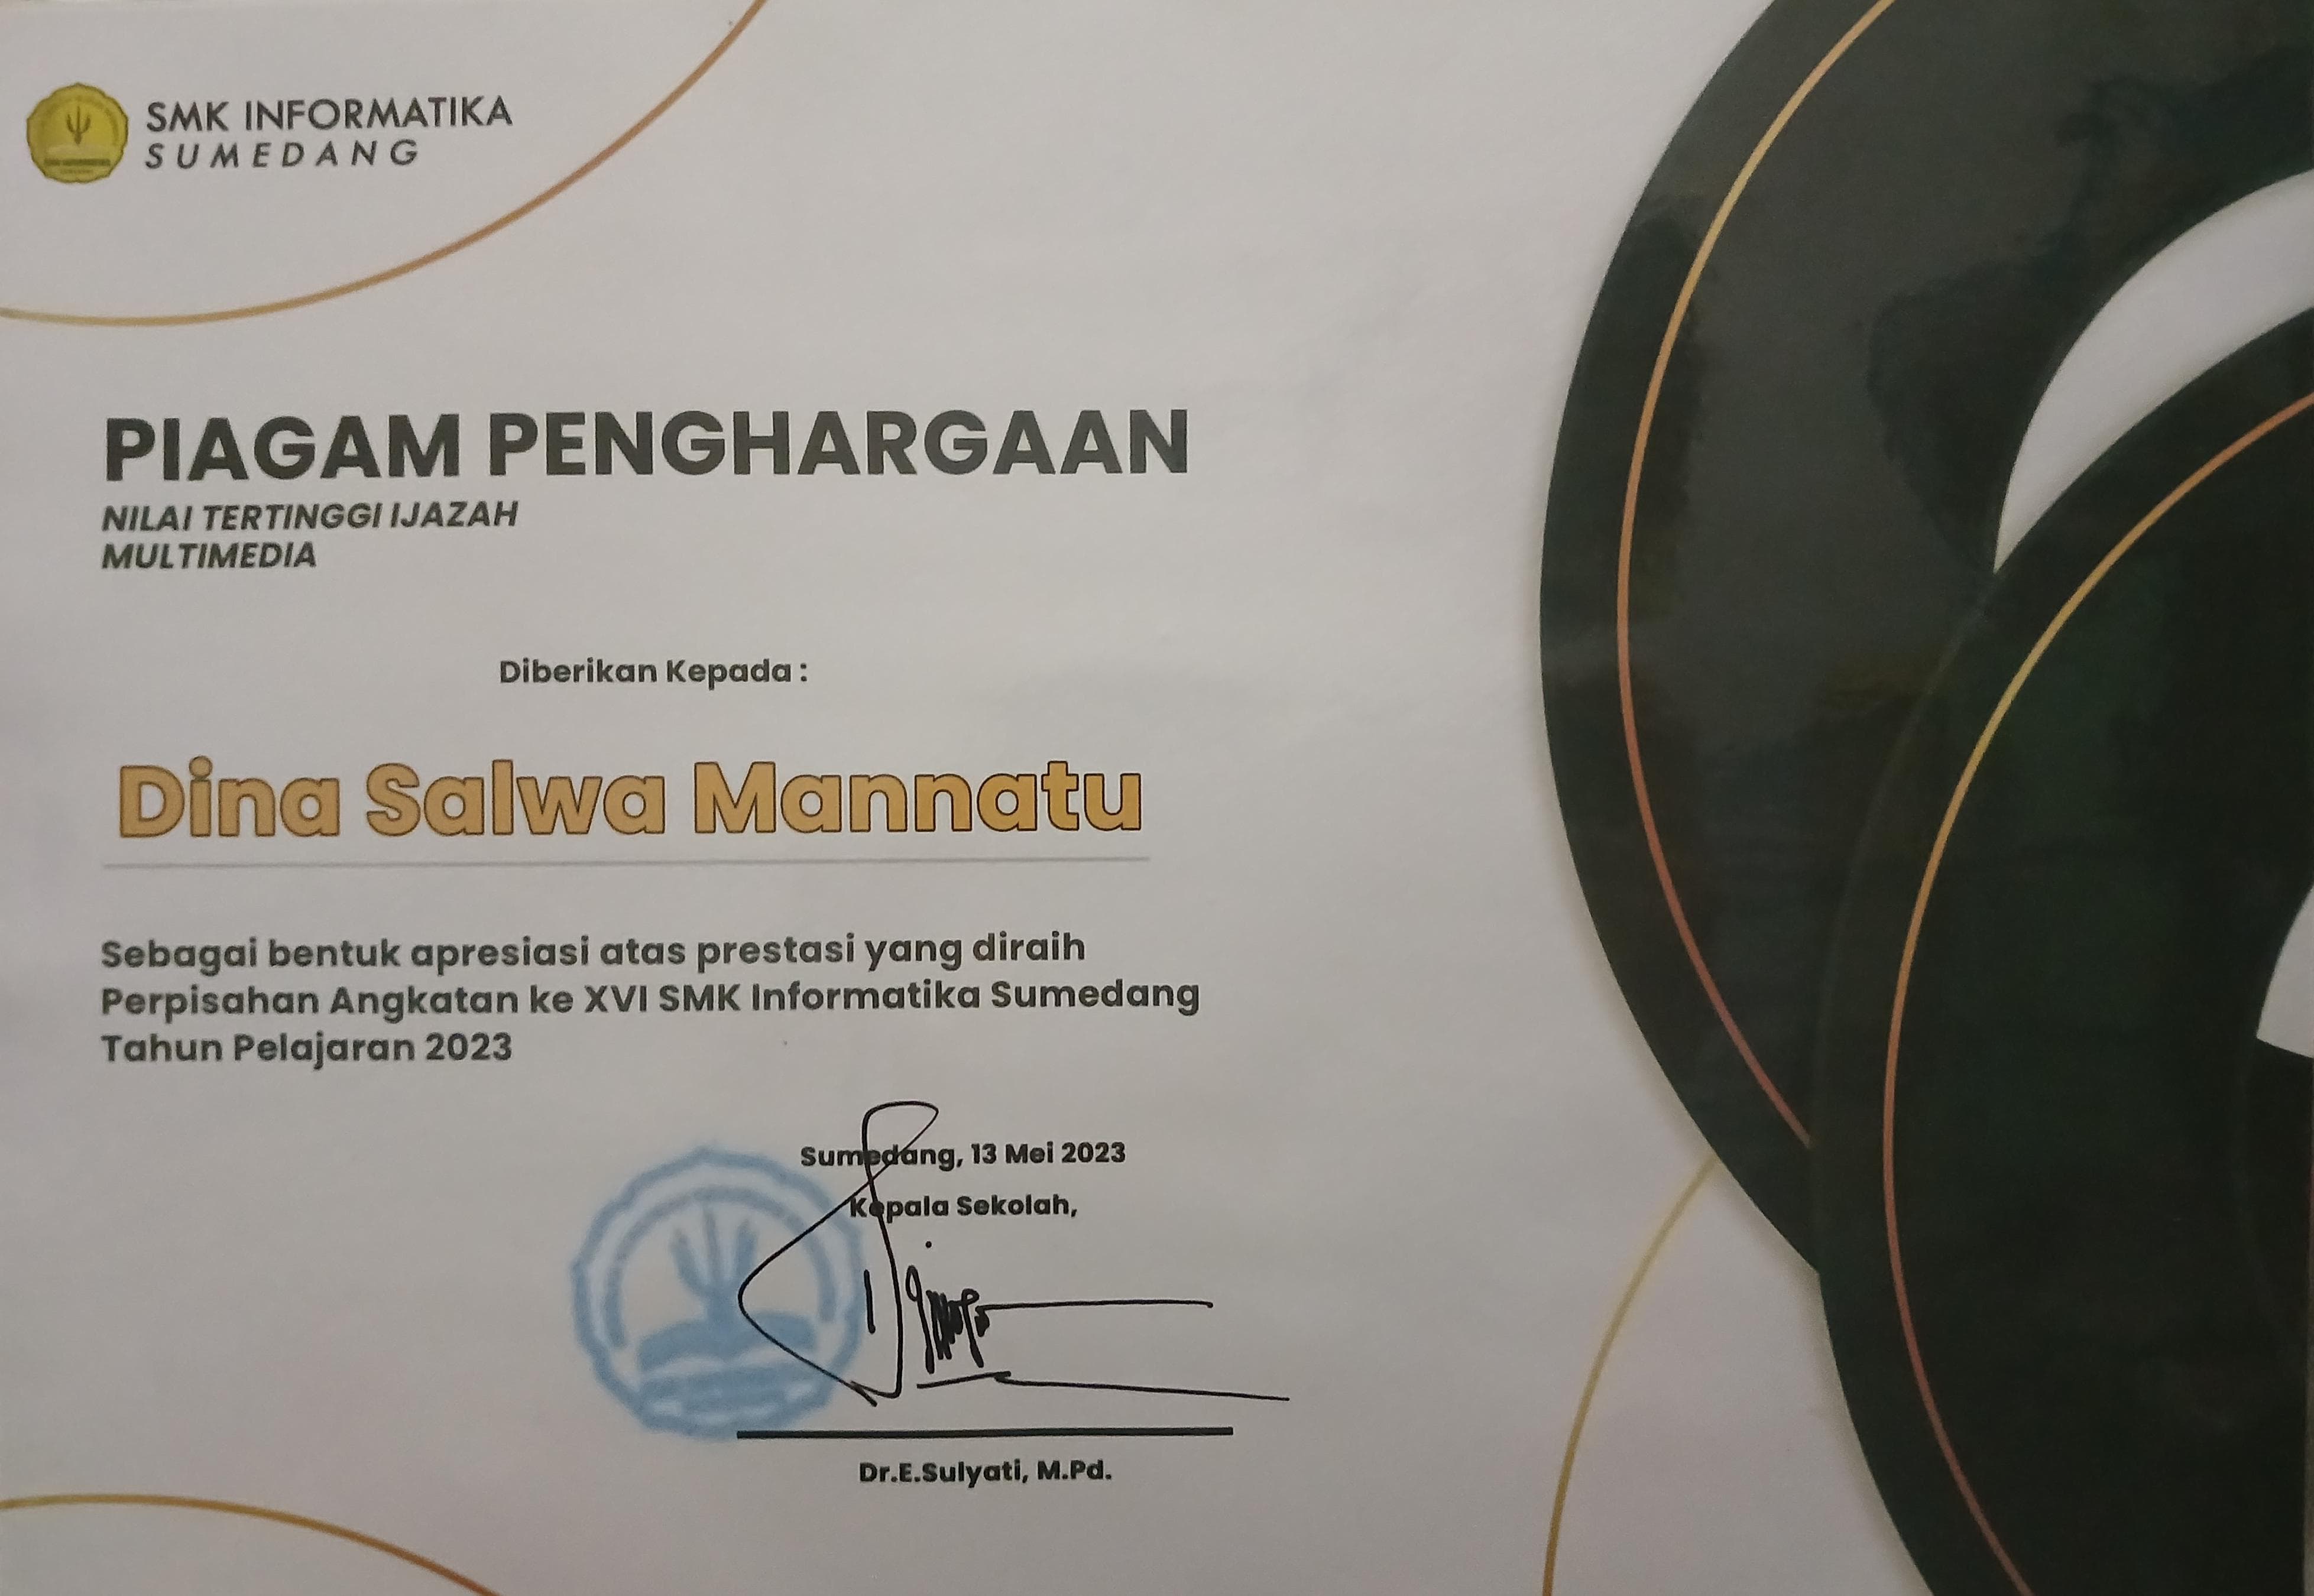 SMK INFORMATIKA
SUMEDANG
PIAGAM PENGHARGAAN
NILAI TERTINGGI IJAZAH
MULTIMEDIA
Diberikan Kepada :
Dina Salwa Mannatu
Sebagai bentuk apresiasi atas prestasi yang diraih
Perpisahan Angkatan ke XVI SMK Informatika Sumedang
Tahun Pelajaran 2023
Sumedang, 13 Mei 2023
Kepala Sekolah,
Dr.E.Sulyati, M.Pd.